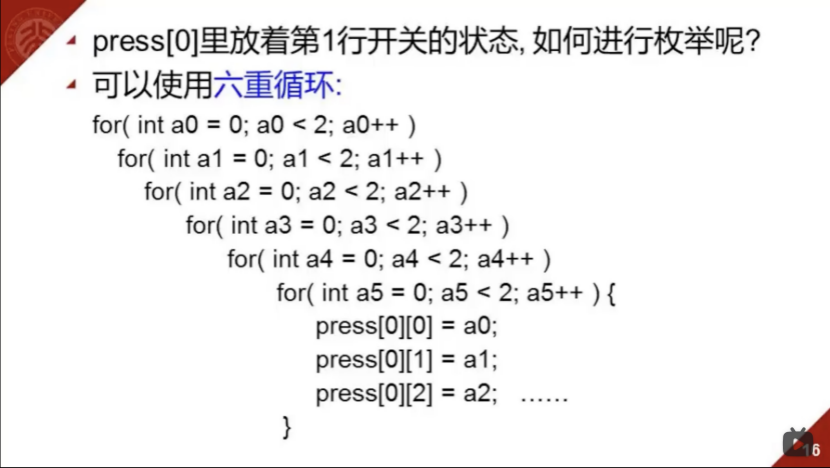 press[0]里放着第1行开关的状态, 如何进行枚举呢?
可以使用六重循环:
for( int a0 = 0; a0 < 2; a0++ )
for( int a1 = 0; a1 < 2; a1++ )
for( int a2 = 0; a2 < 2; a2++ )
for( int a3 = 0; a3 < 2; a3++ )
for( int a4 = 0; a4 < 2; a4++ )
for( int a5 = 0; a5 < 2; a5++ ) {
press[0][0] = a0;
press[0][1] = a1;
press[0][2] = a2; ……
}
16